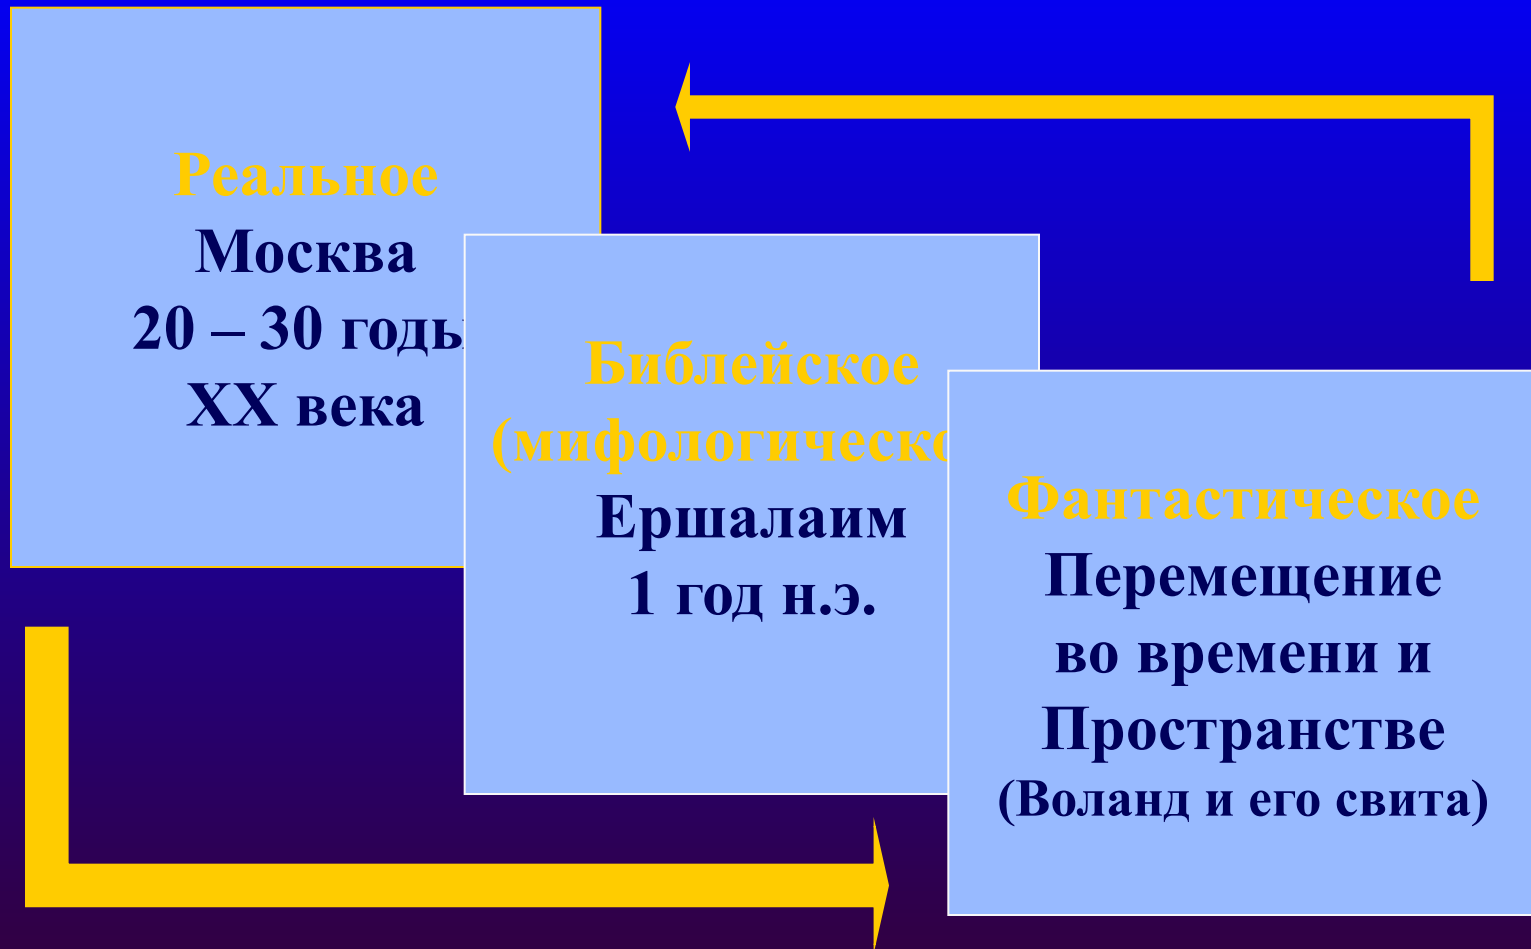 Реальное
Москва
20 – 30 годы
XX века
Библейское
(мифологическо
Ершалаим
1 год н.э.
Фантастическое
Перемещение
во времени и
Пространстве
(Воланд и его свита)